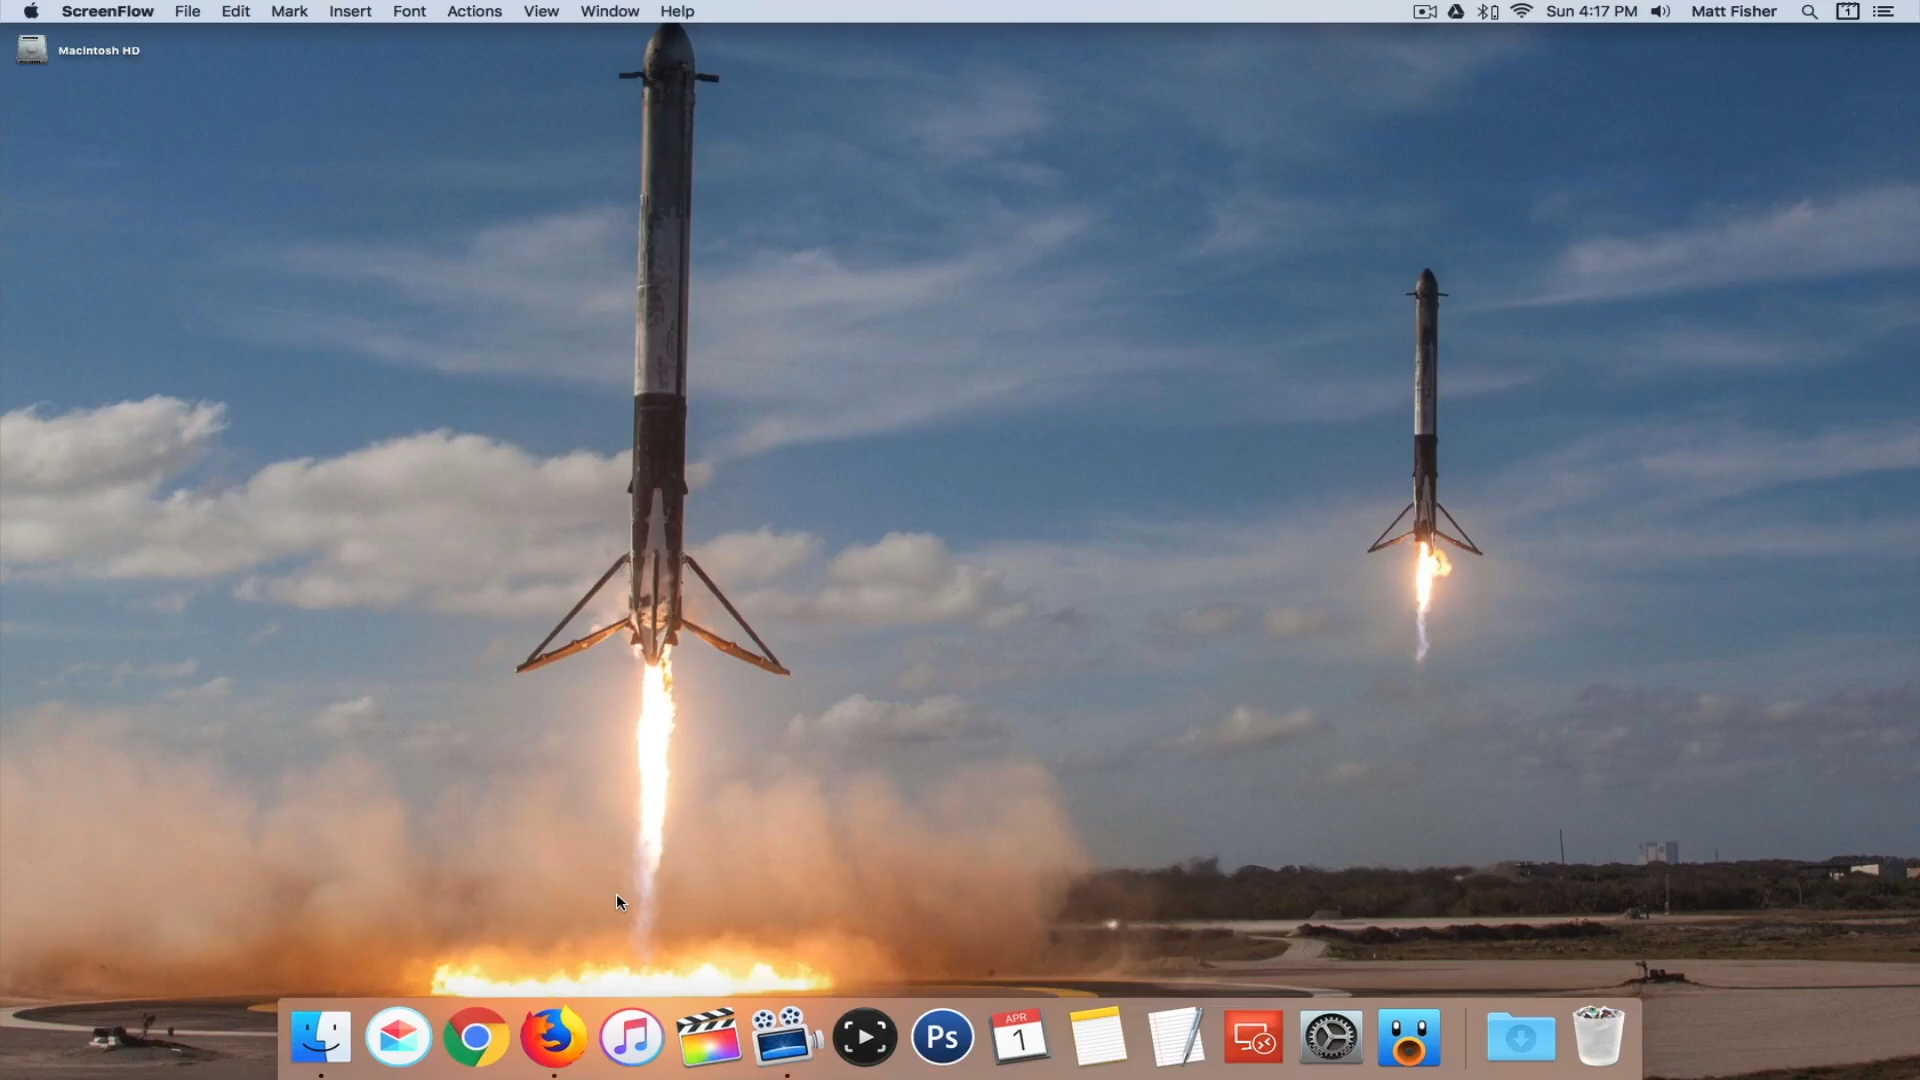 ScreenFlow File Edit Mark Insert Font Actions View Window Help Sun 4:17 PM Matt Fisher 1
Macintosh HD
Ps
APR
1